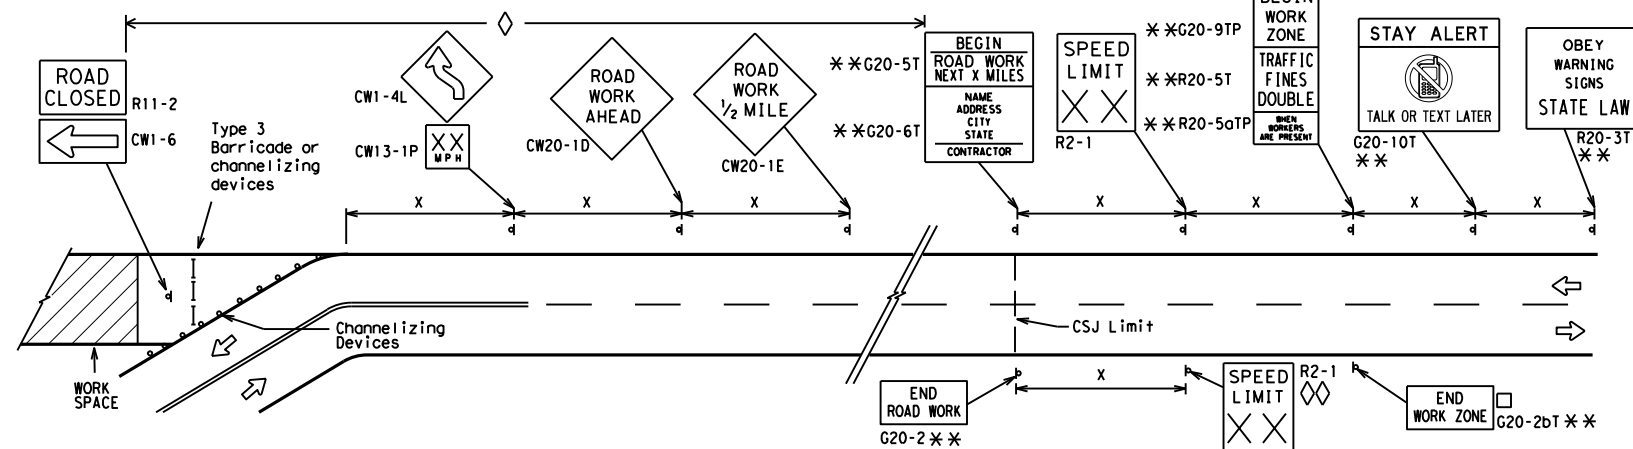 ROAD
CLOSED
R11-2
CW1-6
Type 3
Barricade or
channelizing
devices
CW1-4L
XX
MPH
CW13-1P
ROAD
WORK
AHEAD
CW20-1D
ROAD
WORK
1/2 MILE
CW20-1E
**G20-5T
BEGIN
ROAD WORK
NEXT X MILES
**G20-6T
NAME
ADDRESS
CITY
STATE
CONTRACTOR
SPEED
LIMIT
XX
R2-1
**G20-9TP
BEGIN
WORK
ZONE
**R20-5T
TRAFFIC
FINES
DOUBLE
**R20-5aTP
WHEN
WORKERS
ARE PRESENT
STAY ALERT
TALK OR TEXT LATER
G20-10T
**
OBEY
WARNING
SIGNS
STATE LAW
R20-3T
**
X
X
X
X
X
X
X
Channelizing
Devices
WORK
SPACE
CSJ Limit
X
END
ROAD WORK
G20-2**
SPEED
LIMIT
XX
R2-1
END
WORK ZONE
G20-2bT **